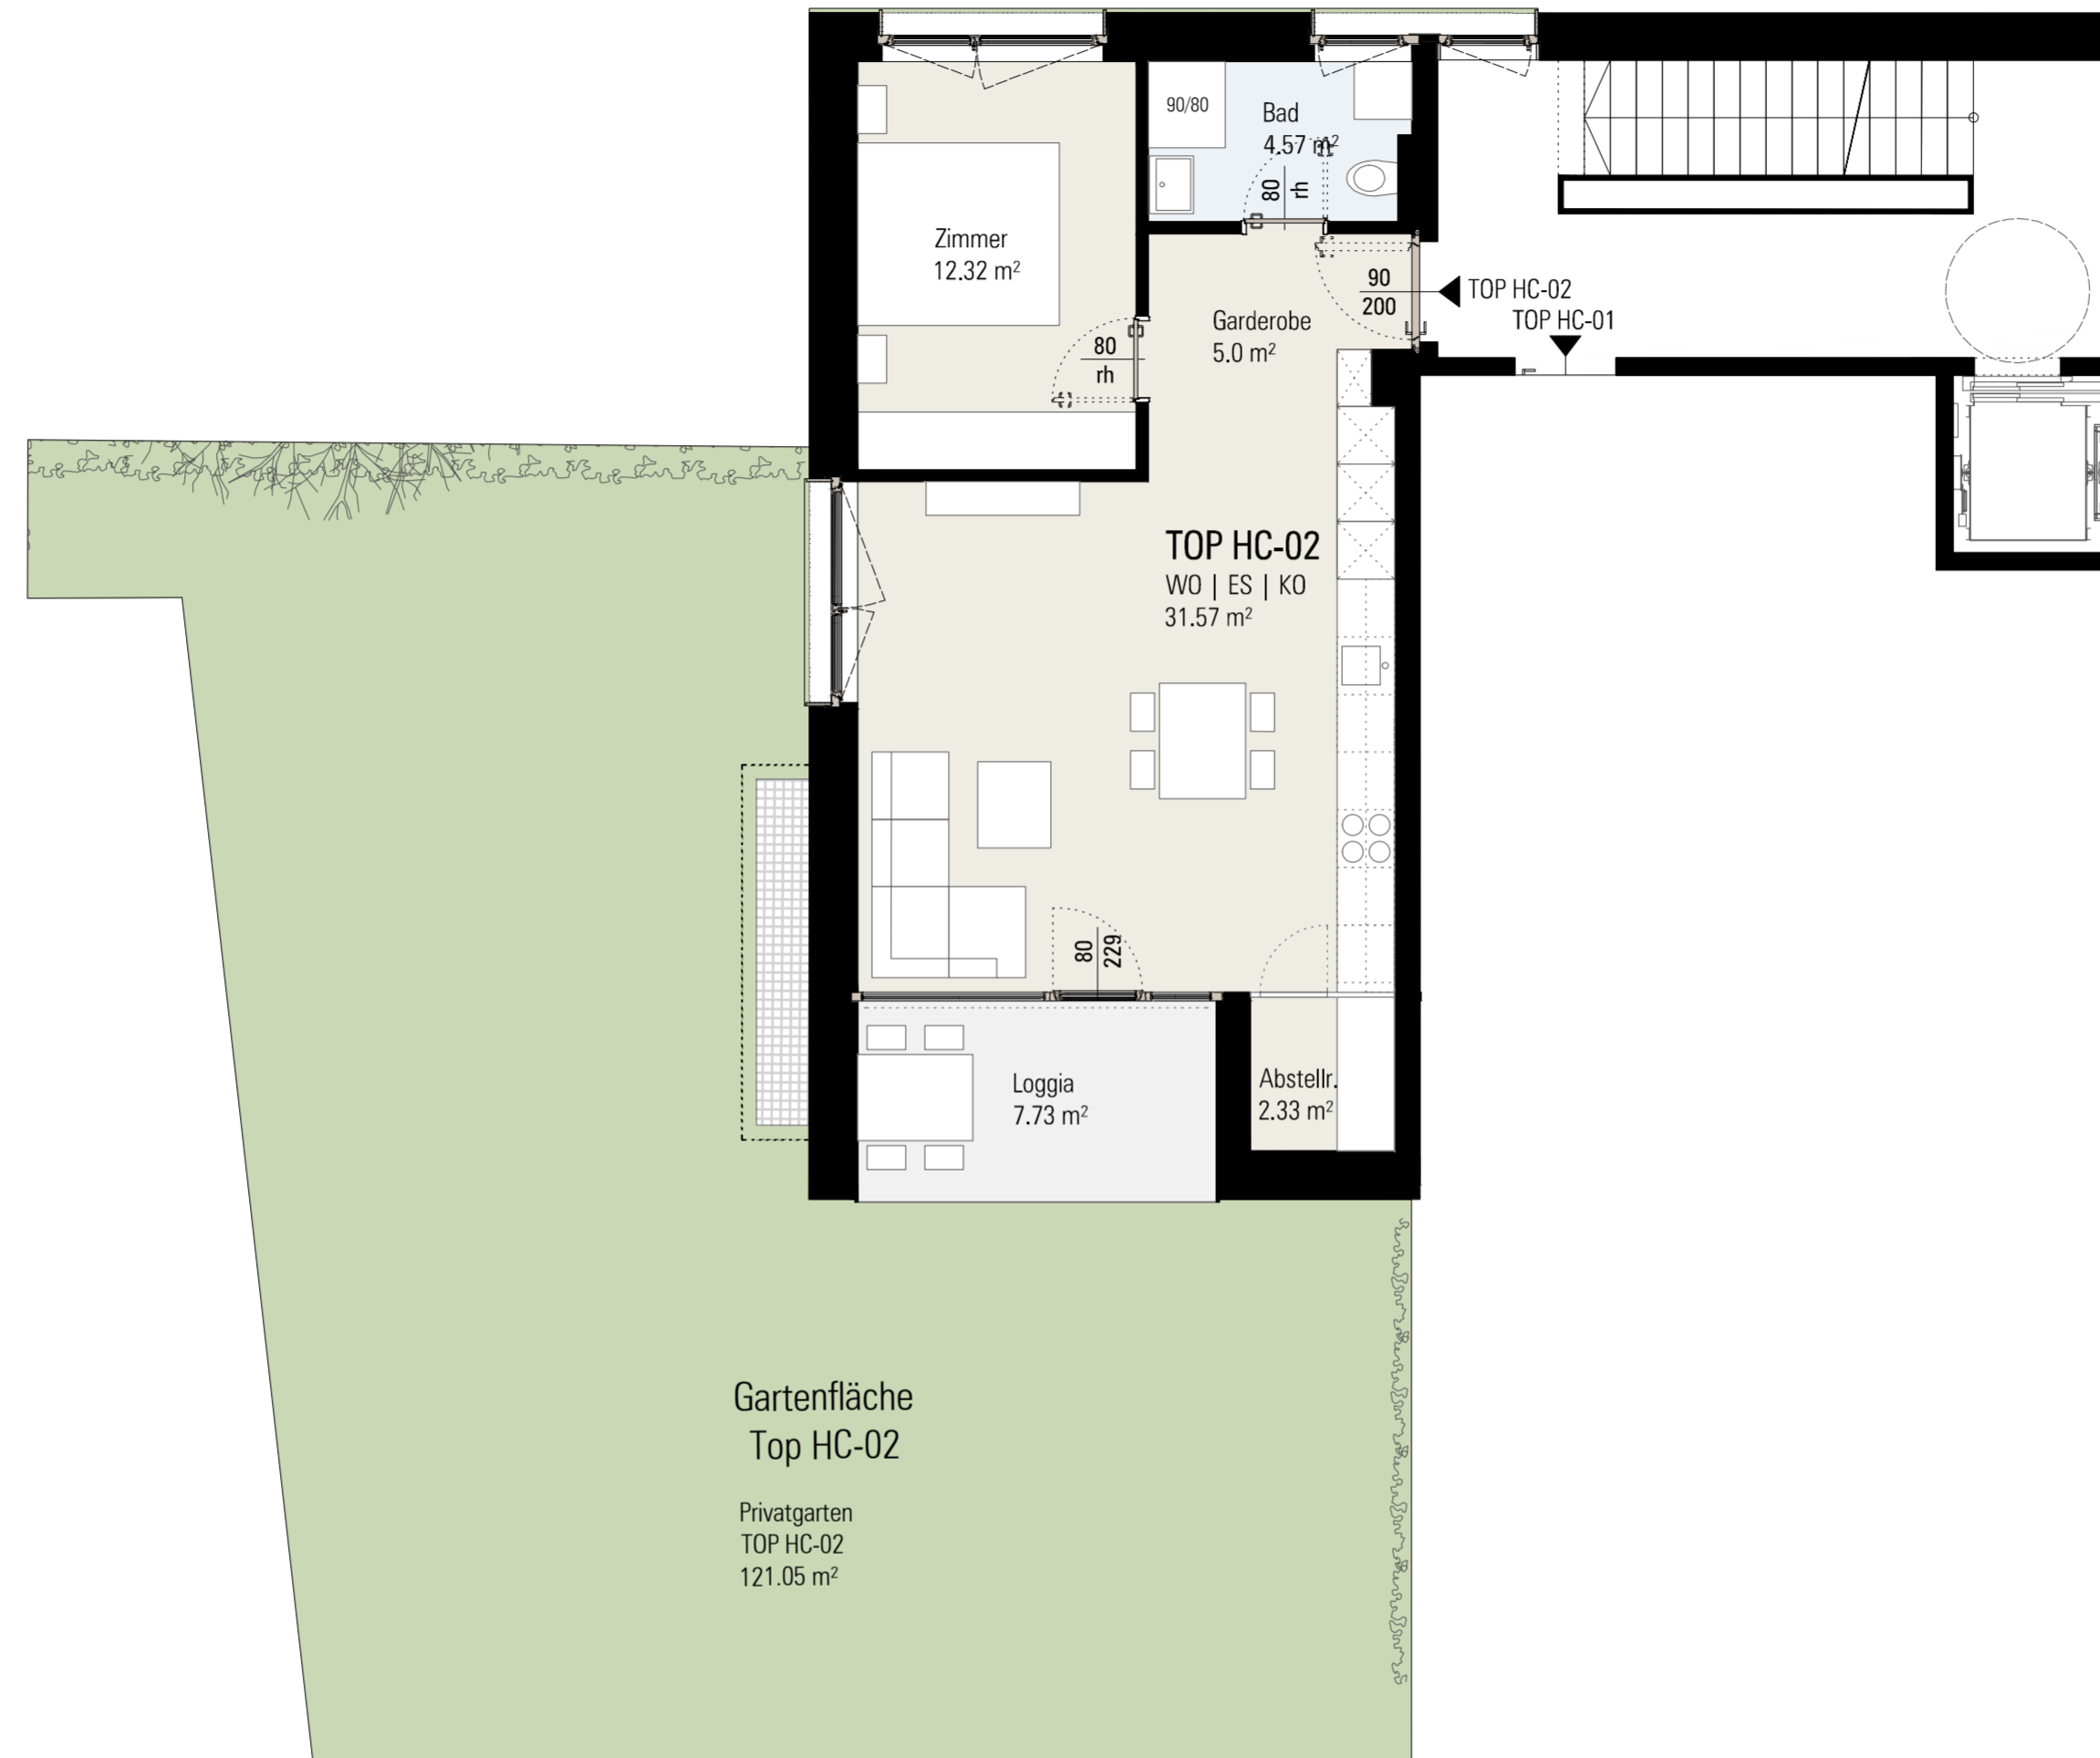 90/80
Bad
4.57 m²
80
rh
Zimmer
12.32 m²
90
200
TOP HC-02
TOP HC-01
Garderobe
5.0 m²
80
rh
TOP HC-02
WO | ES | KO
31.57 m²
80
229
Loggia
7.73 m²
Abstellr.
2.33 m²
Gartenfläche
Top HC-02
Privatgarten
TOP HC-02
121.05 m²